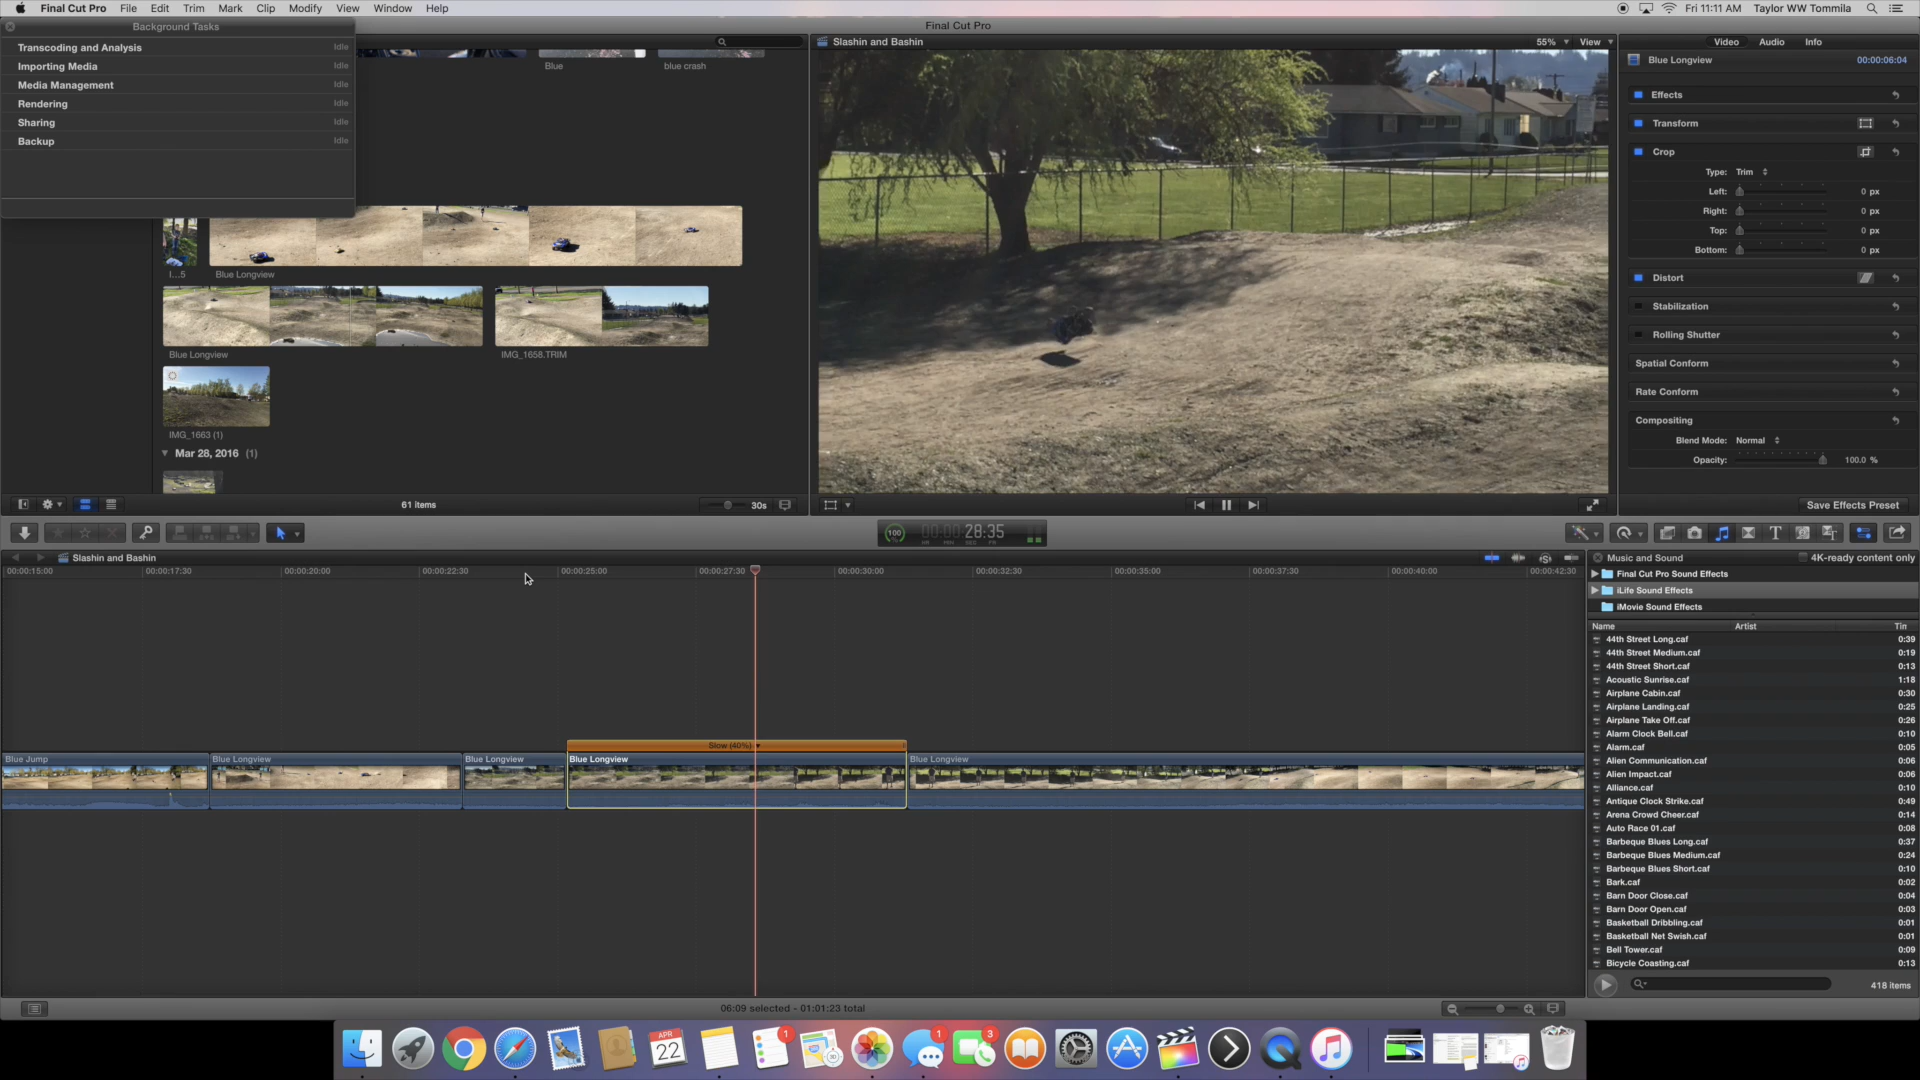 Final Cut Pro File Edit Trim Mark Clip Modify View Window Help Fri 11:11 AM Taylor WW Tommila
Final Cut Pro
Background Tasks
Transcoding and Analysis Idle
Importing Media Idle
Media Management Idle
Rendering Idle
Sharing Idle
Backup Idle
Blue
blue crash
I...5
Blue Longview
Blue Longview
IMG_1658.TRIM
IMG_1663 (1)
Mar 28, 2016 (1)
61 items
30s
Slashin and Bashin
55% View
Video Audio Info
Blue Longview 00:00:06:04
Effects
Transform
Crop
Type: Trim
Left: 0 px
Right: 0 px
Top: 0 px
Bottom: 0 px
Distort
Stabilization
Rolling Shutter
Spatial Conform
Rate Conform
Compositing
Blend Mode: Normal
Opacity: 100.0 %
Save Effects Preset
100 00:00:28:35
HR MIN SEC FR
Slashin and Bashin
00:00:15:00 00:00:17:30 00:00:20:00 00:00:22:30 00:00:25:00 00:00:27:30 00:00:30:00 00:00:32:30 00:00:35:00 00:00:37:30 00:00:40:00 00:00:42:30
Slow (40%)
Blue Jump
Blue Longview
Blue Longview
Blue Longview
Blue Longview
06:09 selected - 01:01:23 total
Music and Sound 4K-ready content only
Final Cut Pro Sound Effects
iLife Sound Effects
iMovie Sound Effects
Name Artist Tin
44th Street Long.caf 0:39
44th Street Medium.caf 0:19
44th Street Short.caf 0:13
Acoustic Sunrise.caf 1:18
Airplane Cabin.caf 0:30
Airplane Landing.caf 0:25
Airplane Take Off.caf 0:26
Alarm Clock Bell.caf 0:10
Alarm.caf 0:05
Alien Communication.caf 0:06
Alien Impact.caf 0:06
Alliance.caf 0:10
Antique Clock Strike.caf 0:49
Arena Crowd Cheer.caf 0:14
Auto Race 01.caf 0:08
Barbeque Blues Long.caf 0:37
Barbeque Blues Medium.caf 0:24
Barbeque Blues Short.caf 0:10
Bark.caf 0:02
Barn Door Close.caf 0:04
Barn Door Open.caf 0:03
Basketball Dribbling.caf 0:01
Basketball Net Swish.caf 0:01
Bell Tower.caf 0:09
Bicycle Coasting.caf 0:13
418 items
APR
22
1
1
3